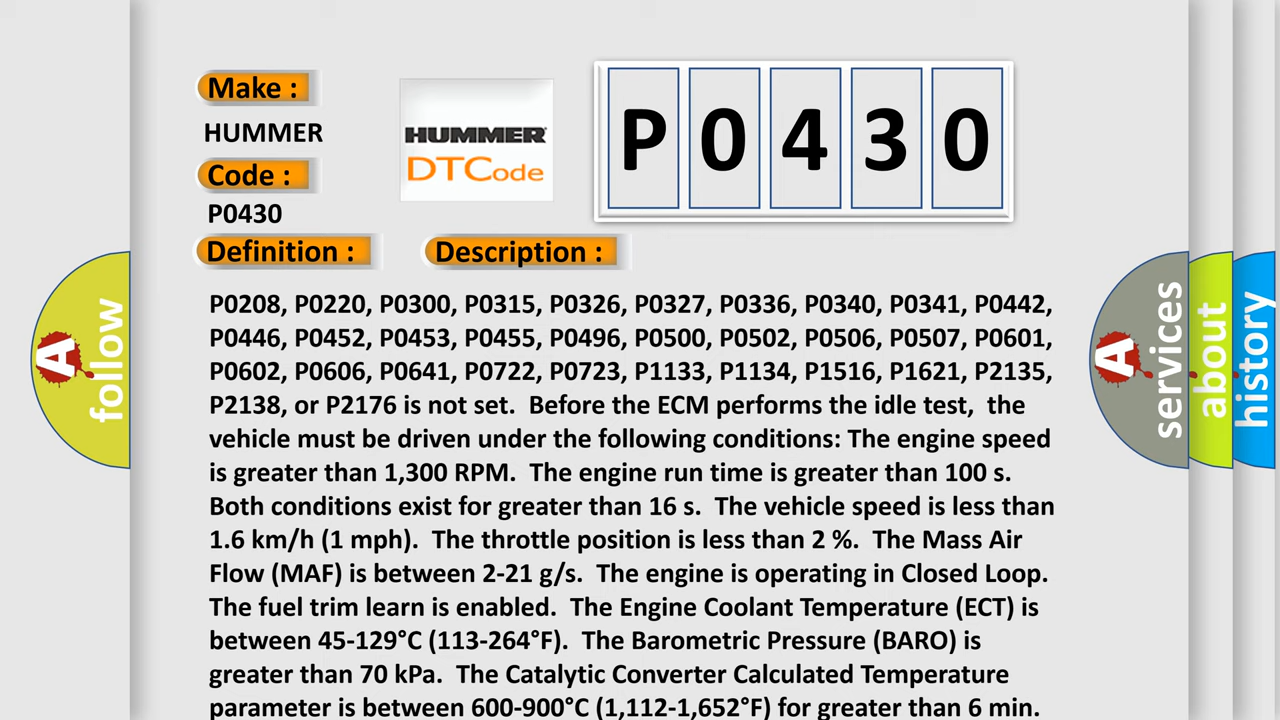 Make :
HUMMER
Code :
P0430
HUMMER
DTCode
P0430
Definition :
Description :
P0208, P0220, P0300, P0315, P0326, P0327, P0336, P0340, P0341, P0442,
P0446, P0452, P0453, P0455, P0496, P0500, P0502, P0506, P0507, P0601,
P0602, P0606, P0641, P0722, P0723, P1133, P1134, P1516, P1621, P2135,
P2138, or P2176 is not set. Before the ECM performs the idle test, the
vehicle must be driven under the following conditions: The engine speed
is greater than 1,300 RPM. The engine run time is greater than 100 s.
Both conditions exist for greater than 16 s. The vehicle speed is less than
1.6 km/h (1 mph). The throttle position is less than 2 %. The Mass Air
Flow (MAF) is between 2-21 g/s. The engine is operating in Closed Loop.
The fuel trim learn is enabled. The Engine Coolant Temperature (ECT) is
between 45-129°C (113-264°F). The Barometric Pressure (BARO) is
greater than 70 kPa. The Catalytic Converter Calculated Temperature
parameter is between 600-900°C (1,112-1,652°F) for greater than 6 min.
A
follow
A
services
about
history